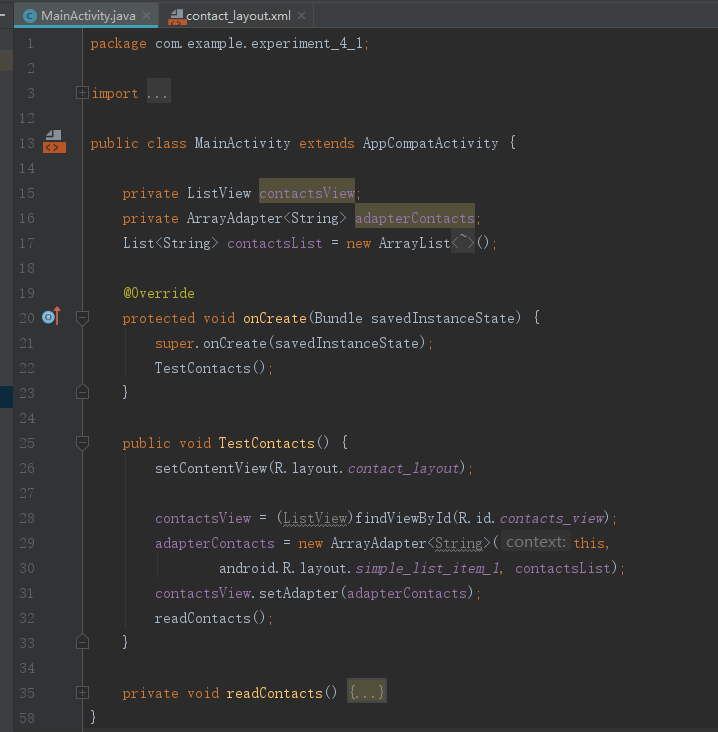 MainActivity.java × contact_layout.xml ×
1 package com.example.experiment_4_1;
2
3 import ...
12
13 public class MainActivity extends AppCompatActivity {
14
15 private ListView contactsView;
16 private ArrayAdapter<String> adapterContacts;
17 List<String> contactsList = new ArrayList<~>();
18
19 @Override
20 protected void onCreate(Bundle savedInstanceState) {
21 super.onCreate(savedInstanceState);
22 TestContacts();
23 }
24
25 public void TestContacts() {
26 setContentView(R.layout.contact_layout);
27
28 contactsView = (ListView)findViewById(R.id.contacts_view);
29 adapterContacts = new ArrayAdapter<String>( context: this,
30 android.R.layout.simple_list_item_1, contactsList);
31 contactsView.setAdapter(adapterContacts);
32 readContacts();
33 }
34
35 private void readContacts() {...}
58 }